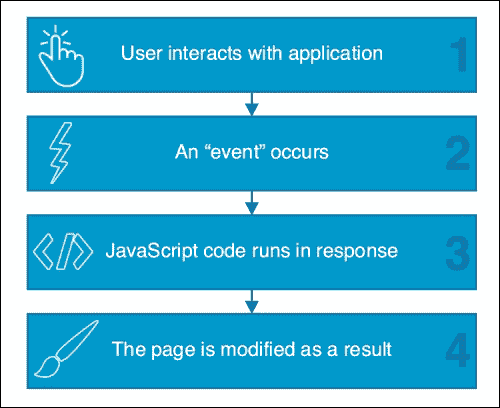 User interacts with application
1
An “event” occurs
2
JavaScript code runs in response
3
The page is modified as a result
4